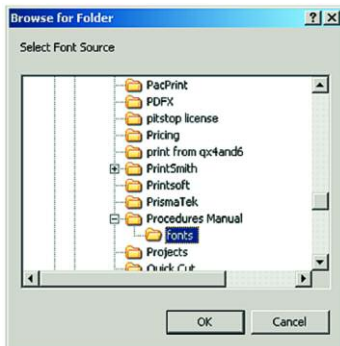 Browse for Folder
Select Font Source
PacPrint
PDFX
pitstop license
Pricing
print from qx4and6
PrintSmith
Printsoft
PrismaTek
Procedures Manual
fonts
Projects
Quick Cut
OK
Cancel